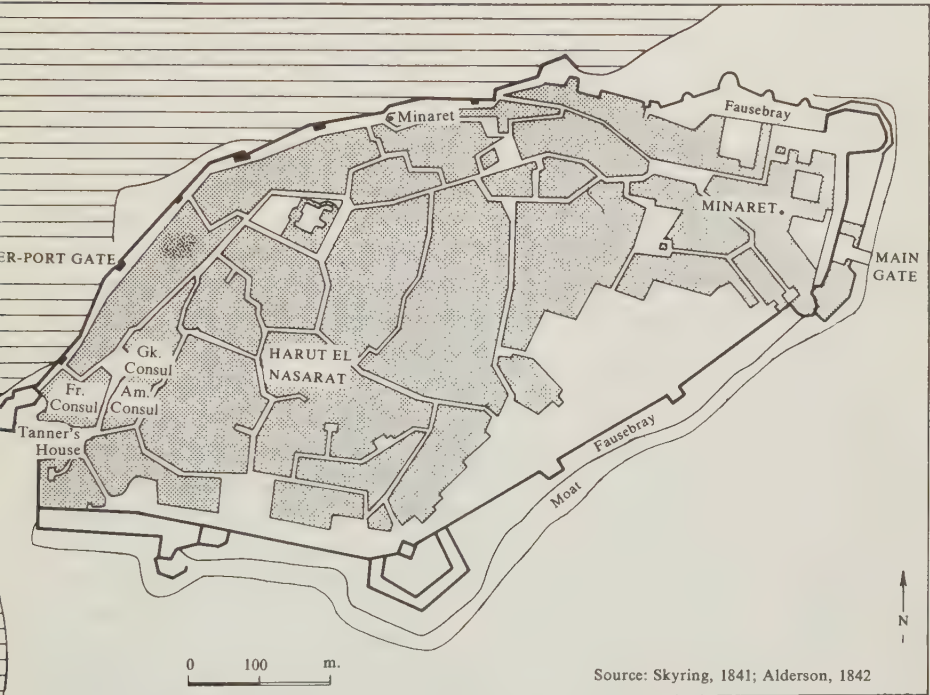 Fausebray
Minaret
MINARET
ER-PORT GATE
MAIN
GATE
Gk.
Consul
HARUT EL
NASARAT
Fr.
Consul
Am.
Consul
Tanner's
House
Fausebray
Moat
N
0 100 m.
Source: Skyring, 1841; Alderson, 1842